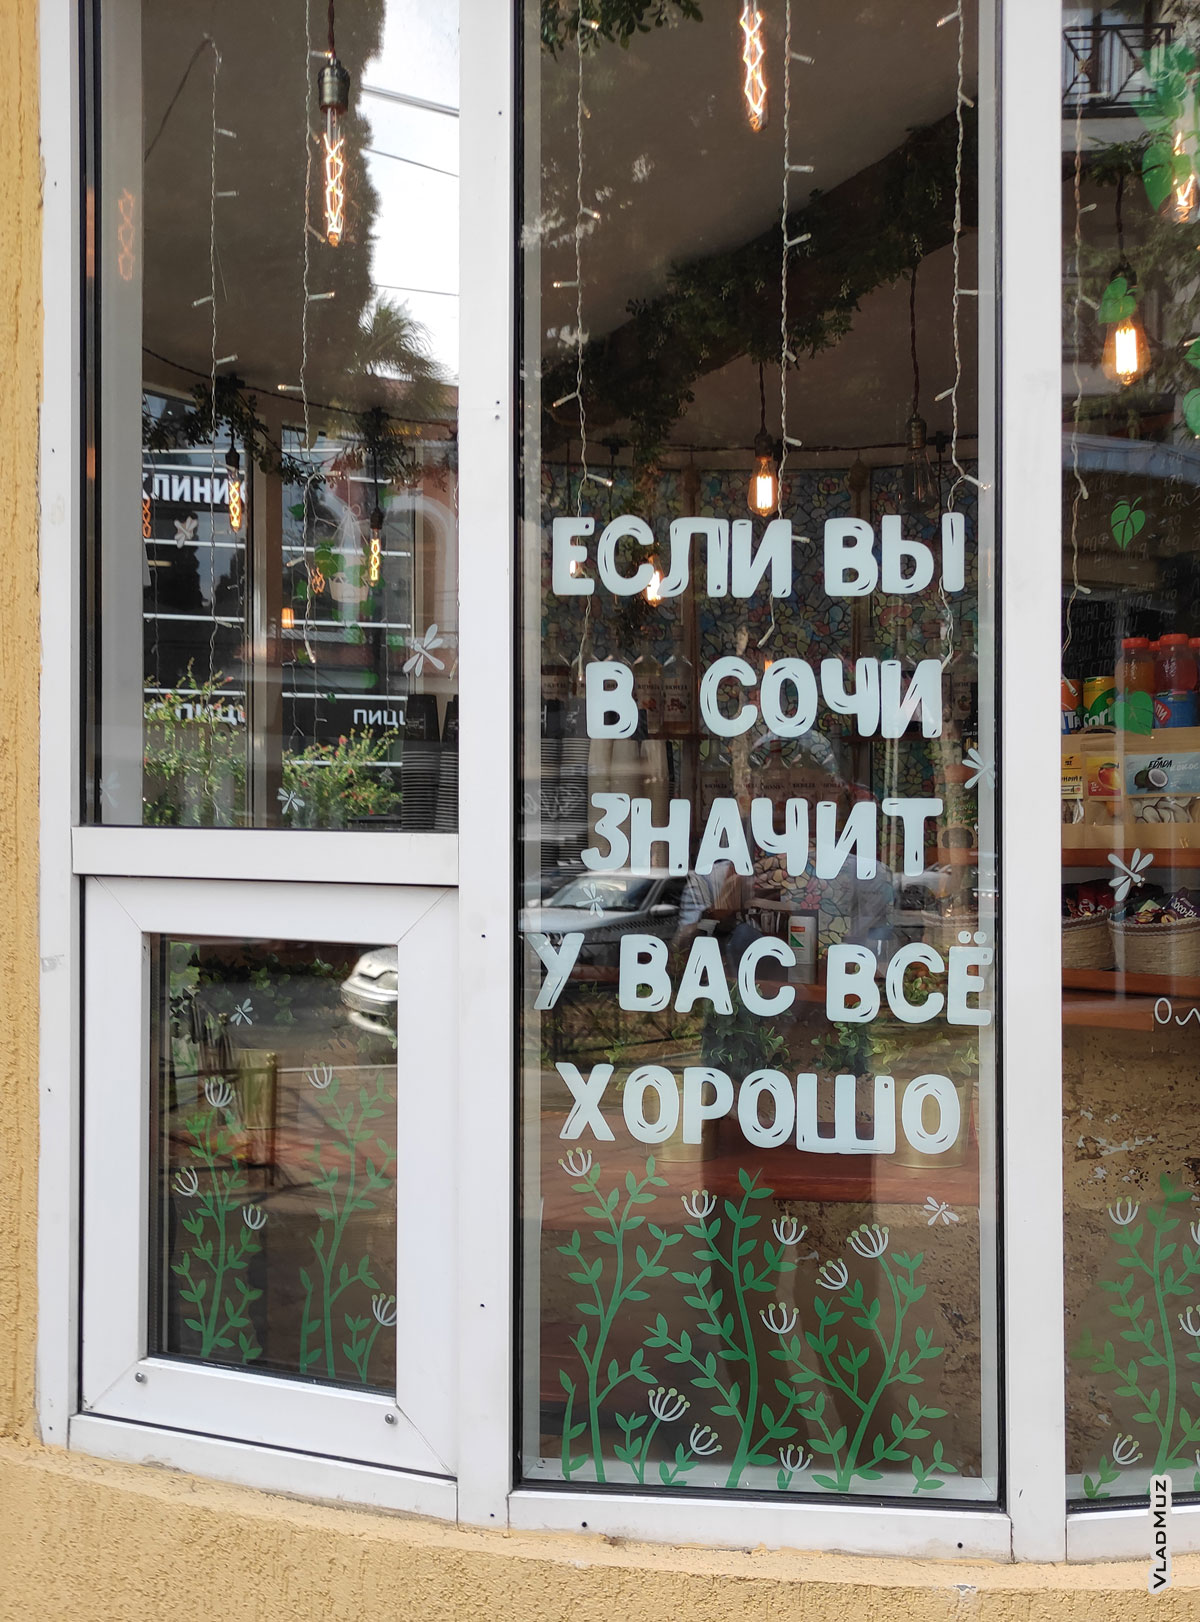 ЕСЛИ ВЫ
В СОЧИ
ЗНАЧИТ
У ВАС ВСЁ
ХОРОШО
VLADMUZ